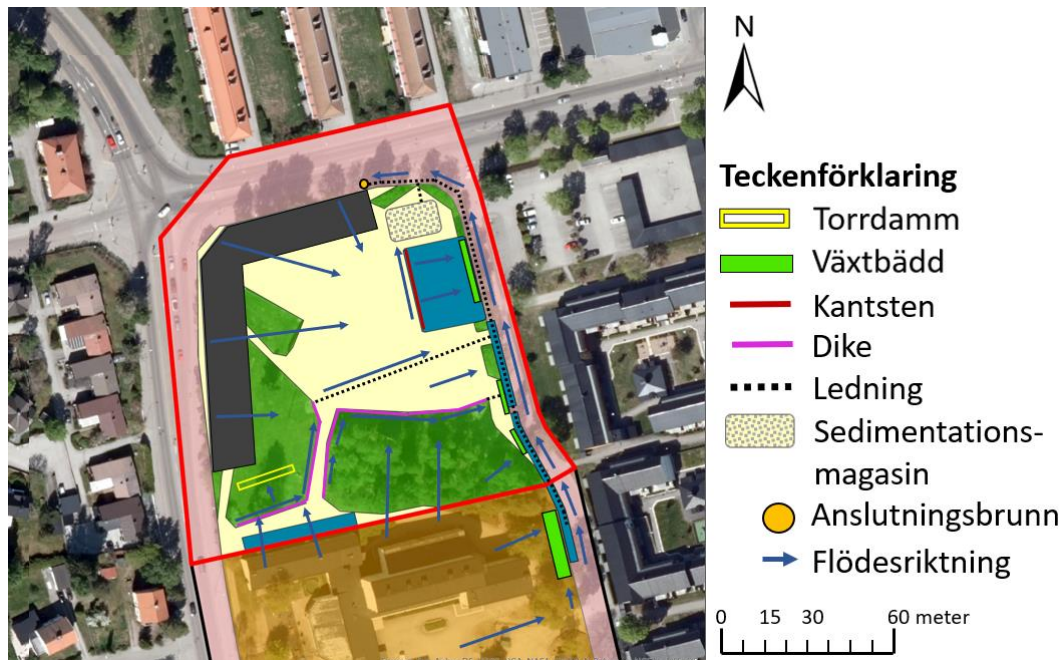 N
Teckenförklaring
Torrdamm
Växtbädd
Kantsten
Dike
Ledning
Sedimentations-
magasin
Anslutningsbrunn
Flödesriktning
0 15 30 60 meter